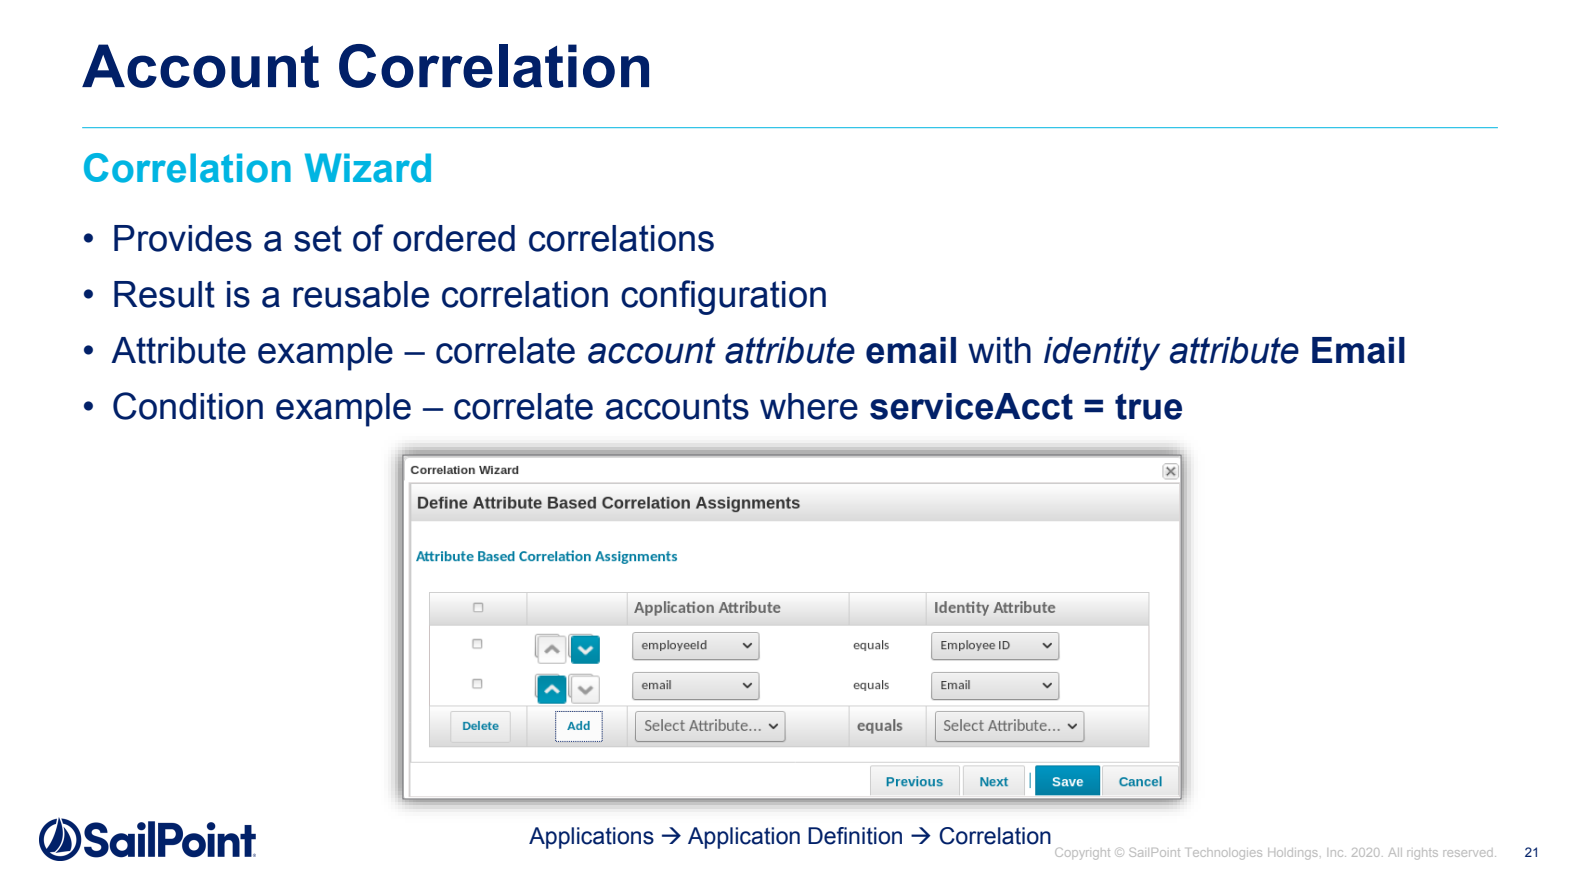 Account Correlation
Correlation Wizard
• Provides a set of ordered correlations
• Result is a reusable correlation configuration
• Attribute example – correlate account attribute email with identity attribute Email
• Condition example – correlate accounts where serviceAcct = true
Correlation Wizard
Define Attribute Based Correlation Assignments
Attribute Based Correlation Assignments
Application Attribute Identity Attribute
employeeId equals Employee ID
email equals Email
Delete Add Select Attribute... equals Select Attribute...
Previous Next | Save Cancel
SailPoint
Applications → Application Definition → Correlation
Copyright © SailPoint Technologies Holdings, Inc. 2020. All rights reserved. 21